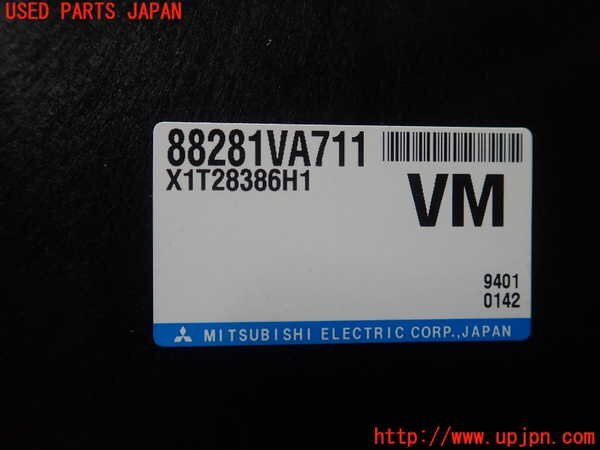 USED PARTS JAPAN
88281VA711
X1T28386H1
VM
9401
0142
MITSUBISHI ELECTRIC CORP.,JAPAN
http://www.upjpn.com/